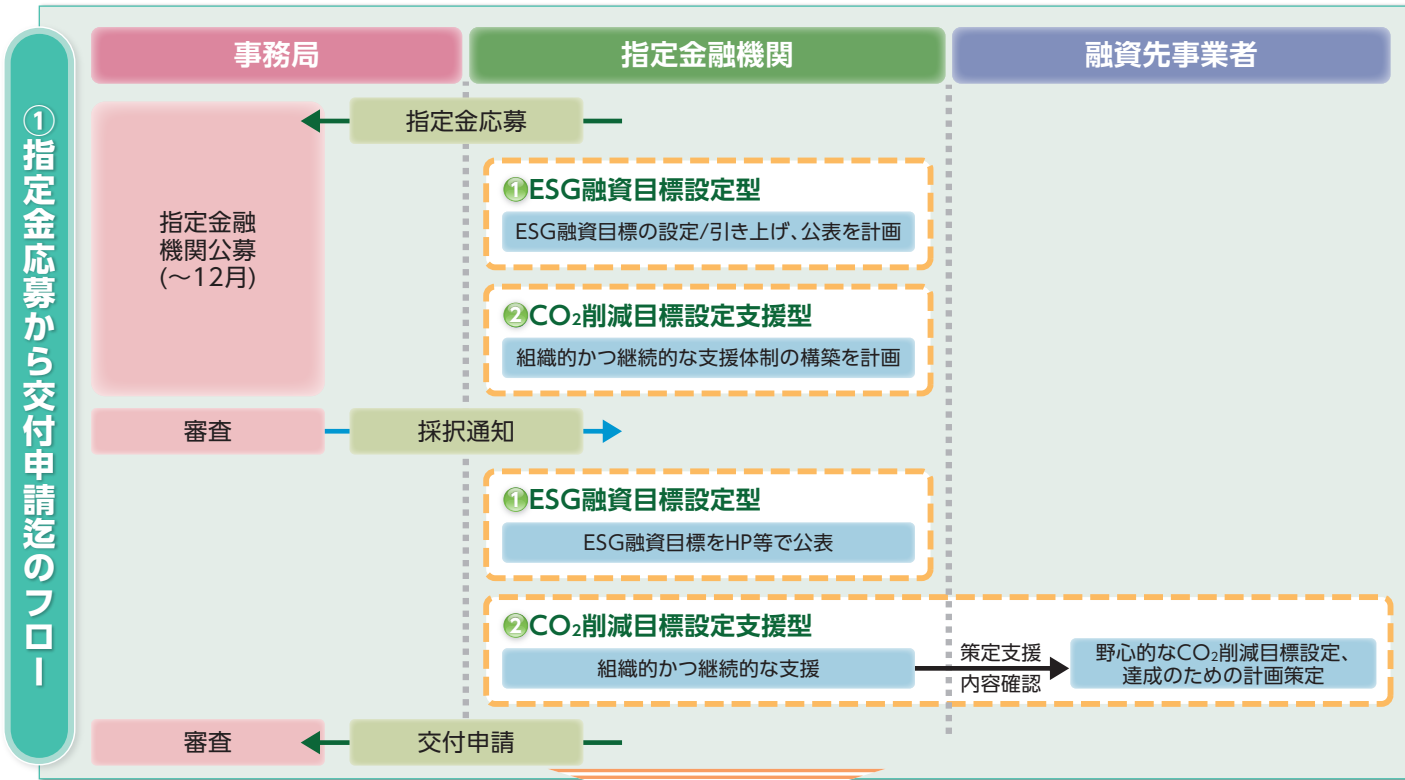 ①指定金応募から交付申請迄のフロー
事務局
指定金融機関
融資先事業者
指定金応募
指定金融
機関公募
(～12月)
❶ESG融資目標設定型
ESG融資目標の設定/引き上げ、公表を計画
❷CO₂削減目標設定支援型
組織的かつ継続的な支援体制の構築を計画
審査
採択通知
❶ESG融資目標設定型
ESG融資目標をHP等で公表
❷CO₂削減目標設定支援型
組織的かつ継続的な支援
策定支援
内容確認
野心的なCO₂削減目標設定、
達成のための計画策定
審査
交付申請